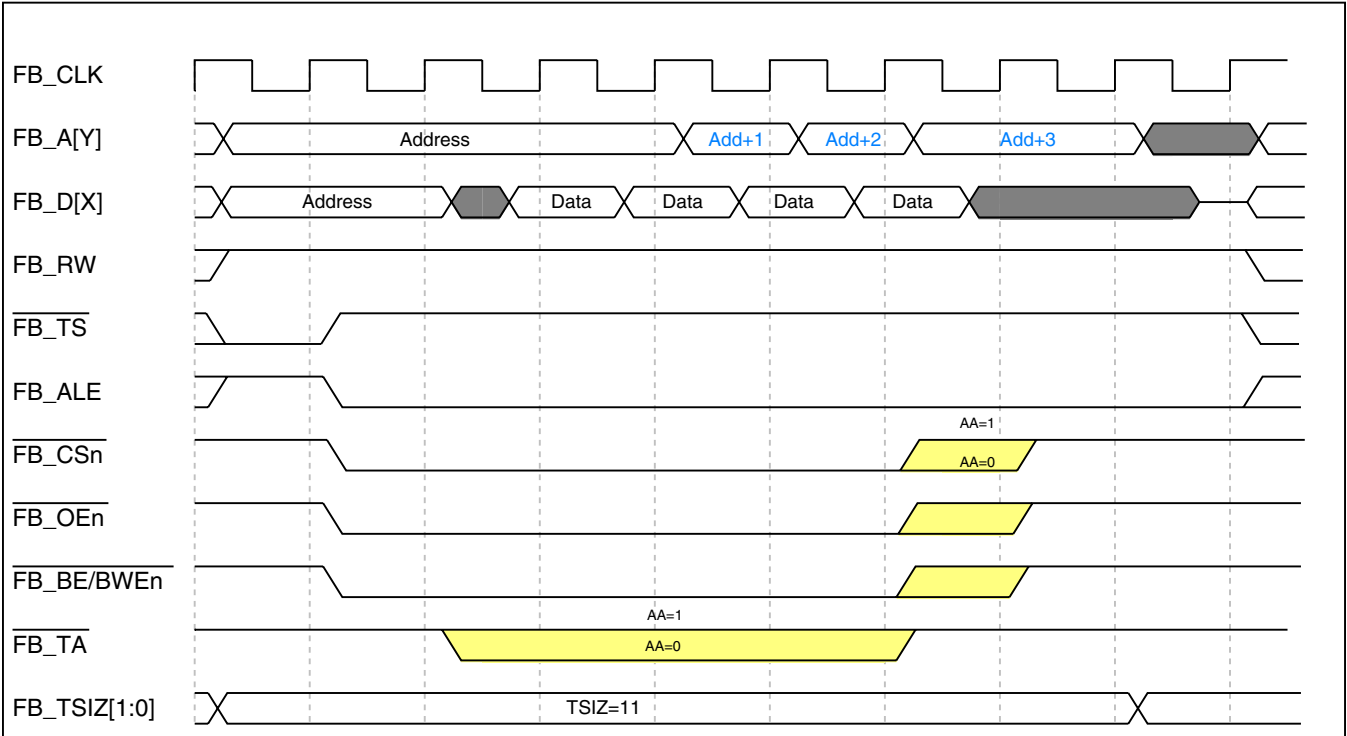 FB_CLK
FB_A[Y] Address Add+1 Add+2 Add+3
FB_D[X] Address Data Data Data Data
FB_RW
FB_TS
FB_ALE
AA=1
FB_CSn AA=0
FB_OEn
FB_BE/BWEn
AA=1
FB_TA AA=0
FB_TSIZ[1:0] TSIZ=11